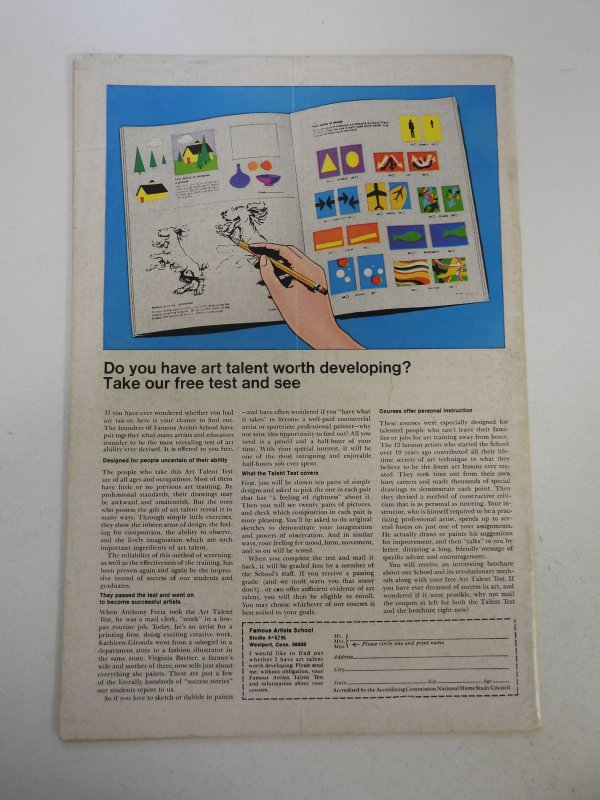 Do you have art talent worth developing?
Take our free test and see
If you have ever wondered whether you had
art talent, here is your chance to find out.
The founders of Famous Artists School have
put together what many artists and educators
consider to be the most revealing test of art
ability ever devised. It is offered to you free.
Designed for people uncertain of their ability
The people who take this Art Talent Test
are of all ages and occupations. Most of them
have little or no previous art training. By
professional standards, their drawings may
be awkward and amateurish. But the ones
who possess the gift of art talent reveal it in
many ways. Through simple little exercises,
they show the inborn sense of design, the feel-
ing for composition, the ability to observe,
and the lively imagination which are such
important ingredients of art talent.
The reliability of this method of screening,
as well as the effectiveness of the training, has
been proven again and again by the impres-
sive record of success of our students and
graduates.
They passed the test and went on
to become successful artists
When Anthony Fotia took the Art Talent
Test, he was a mail clerk, "stuck" in a low-
pay routine job. Today, he's an artist for a
printing firm, doing exciting creative work.
Kathleen Gironda went from a salesgirl in a
department store to a fashion illustrator in
the same store. Virginia Bartter, a farmer's
wife and mother of three, now sells just about
everything she paints. These are just a few
of the literally hundreds of "success stories"
our students report to us.
So if you love to sketch or dabble in paints
—and have often wondered if you "have what
it takes" to become a well-paid commercial
artist or sparetime professional painter—why
not seize this opportunity to find out? All you
need is a pencil and a half-hour of your
time. With your special interest, it will be
one of the most intriguing and enjoyable
half-hours you ever spent.
What the Talent Test covers
First, you will be shown ten pairs of simple
designs and asked to pick the one in each pair
that has "a feeling of rightness" about it.
Then you will see twenty pairs of pictures,
and check which composition in each pair is
more pleasing. You'll be asked to do original
sketches to demonstrate your imagination
and powers of observation. And in similar
ways, your feeling for mood, form, movement,
and so on will be tested.
When you complete the test and mail it
back, it will be graded free by a member of
the School's staff. If you receive a passing
grade (and we must warn you that many
don't), or can offer sufficient evidence of art
talent, you will then be eligible to enroll.
You may choose whichever of our courses is
best suited to your goals.
Courses offer personal instruction
These courses were especially designed for
talented people who can't leave their fami-
lies or jobs for art training away from home.
The 12 famous artists who started the School
over 19 years ago contributed all their life-
time secrets of art technique to what they
believe to be the finest art lessons ever cre-
ated. They took time out from their own
busy careers and made thousands of special
drawings to demonstrate each point. Then
they devised a method of constructive criti-
cism that is as personal as tutoring. Your in-
structor, who is himself required to be a prac-
ticing professional artist, spends up to sev-
eral hours on just one of your assignments.
He actually draws or paints his suggestions
for improvement, and then "talks" to you by
letter, dictating a long, friendly message of
specific advice and encouragement.
You will receive an interesting brochure
about our School and its revolutionary meth-
ods along with your free Art Talent Test. If
you have ever dreamed of success in art, and
wondered if it were possible, why not mail
the coupon at left for both the Talent Test
and the brochure right now?
Famous Artists School
Studio
Westport, Conn. 06880
I would like to find out
whether I have art talent
worth developing. Please send
me, without obligation, your
Famous Artists Talent Test
and information about your
courses.
Mr.
Mrs.
Miss
Please circle one and print name
Address
City
State Zip Age
Accredited by the Accrediting Commission National Home Study Council